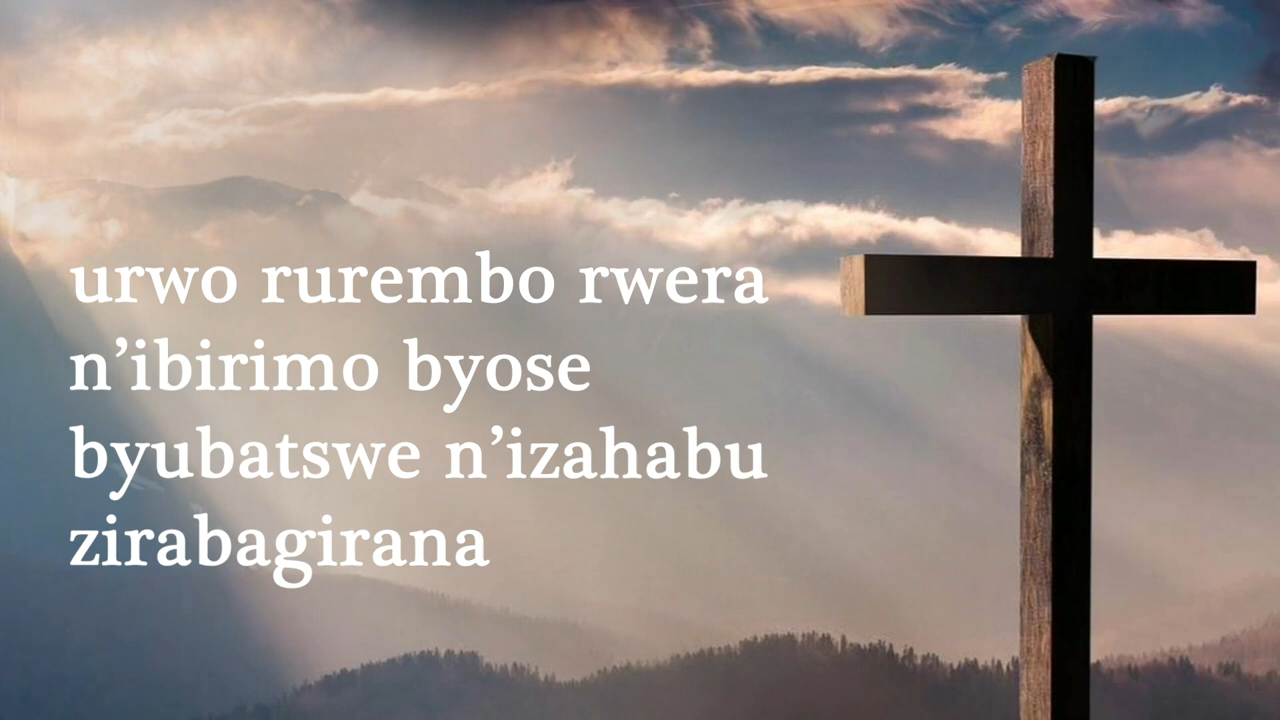 urwo rurembo rwera
n’ibirimo byose
byubatswe n’izahabu
zirabagirana